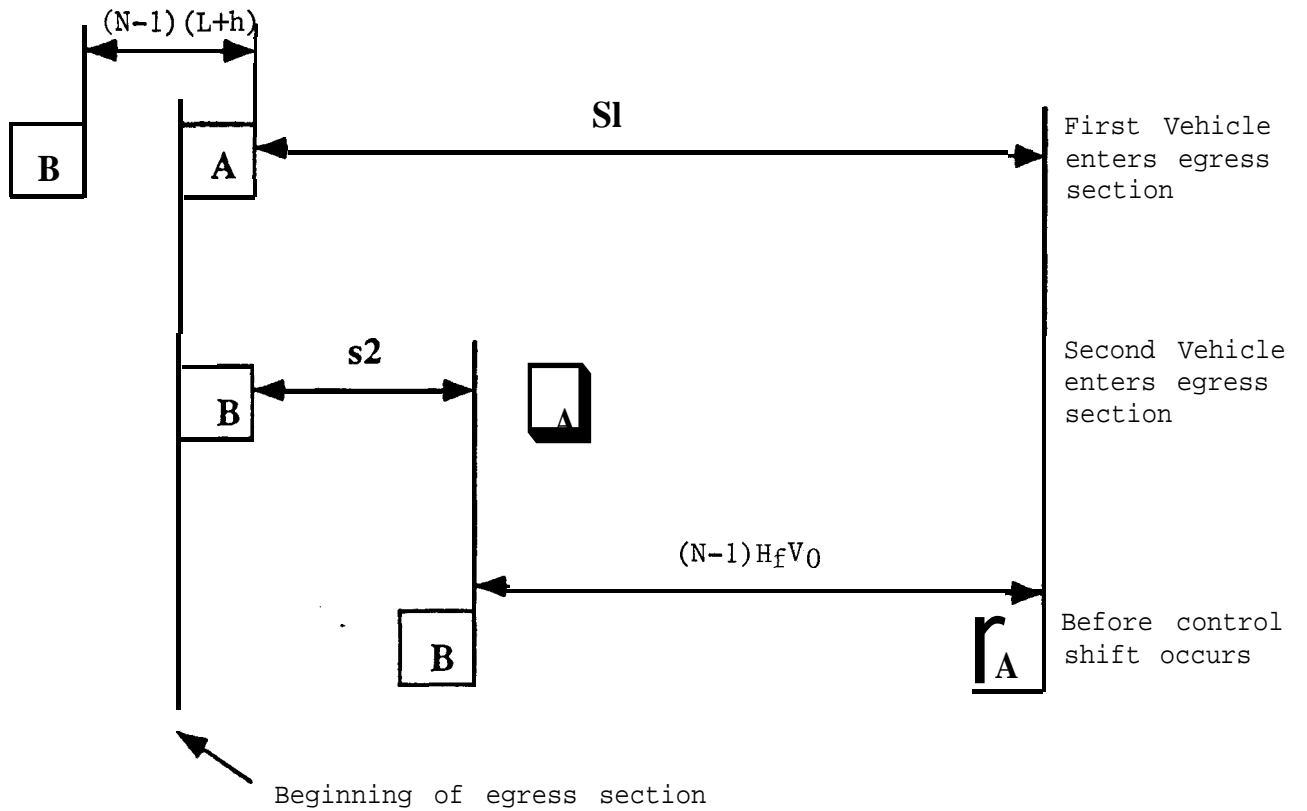 (N-1)(L+h)
Sl
First Vehicle
enters egress
section
B
A
s2
Second Vehicle
enters egress
section
B
A
(N-1)HfV0
Before control
shift occurs
B
A
Beginning of egress section